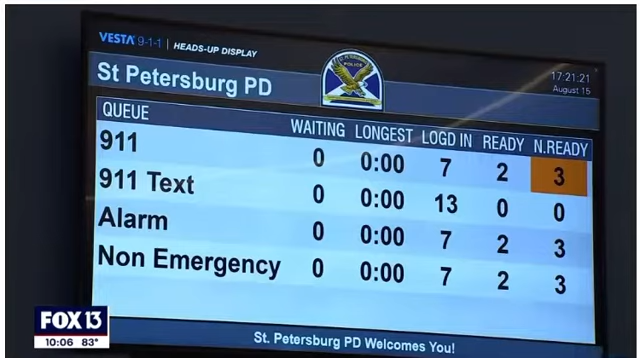 VESTA 9-1-1 | HEADS-UP DISPLAY
St Petersburg PD
POLICE
17:21:21
August 15
QUEUE WAITING LONGEST LOGD IN READY N.READY
911 0 0:00 7 2 3
911 Text 0 0:00 13 0 0
Alarm 0 0:00 7 2 3
Non Emergency 0 0:00 7 2 3
St. Petersburg PD Welcomes You!
FOX 13
10:06 83°